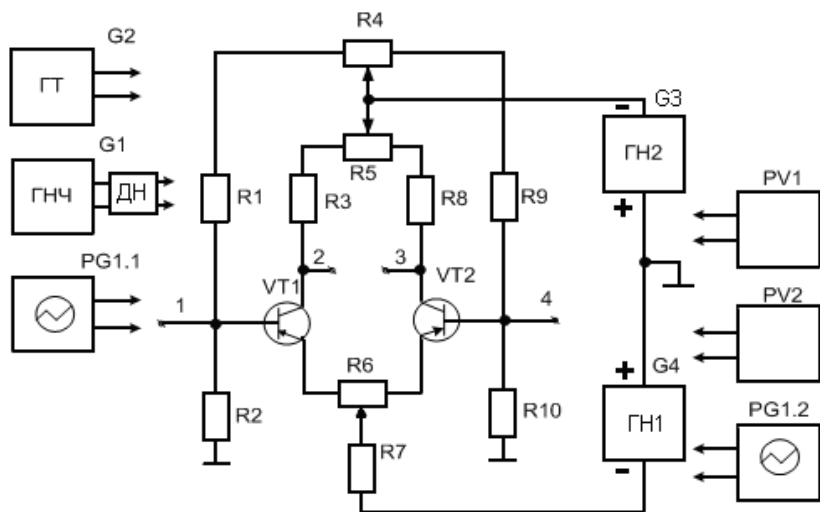 R4
G2
ГТ
- G3
ГН2
+
G1
ГНЧ
ДН
R1
R3
R5
R8
R9
PV1
PG1.1
1
2
3
4
VT1
VT2
PV2
+ G4
ГН1
-
R6
R2
R7
R10
PG1.2